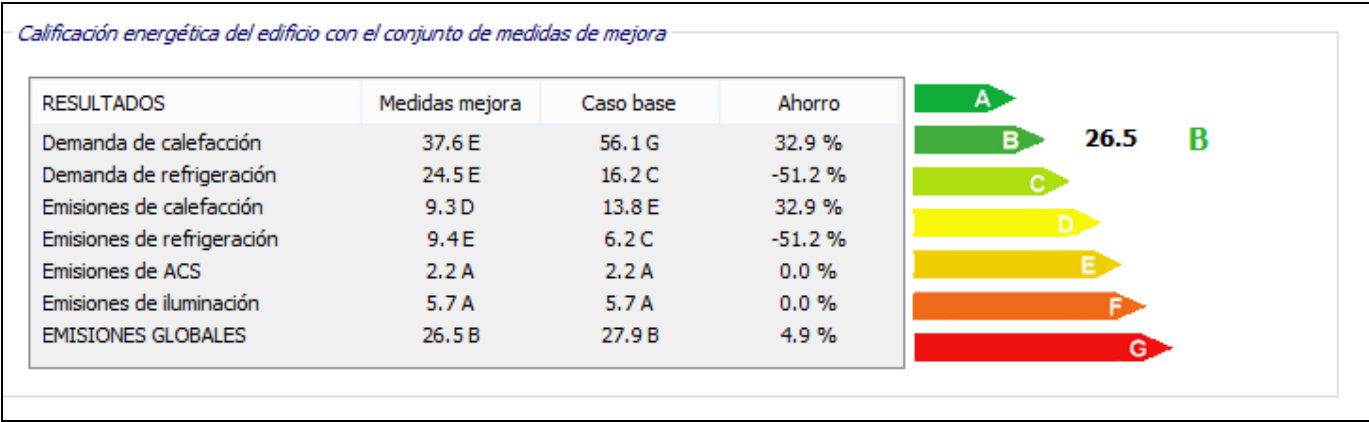 Calificación energética del edificio con el conjunto de medidas de mejora
RESULTADOS Medidas mejora Caso base Ahorro
Demanda de calefacción 37.6 E 56.1 G 32.9 %
Demanda de refrigeración 24.5 E 16.2 C -51.2 %
Emisiones de calefacción 9.3 D 13.8 E 32.9 %
Emisiones de refrigeración 9.4 E 6.2 C -51.2 %
Emisiones de ACS 2.2 A 2.2 A 0.0 %
Emisiones de iluminación 5.7 A 5.7 A 0.0 %
EMISIONES GLOBALES 26.5 B 27.9 B 4.9 %
A
B 26.5 B
C
D
E
F
G